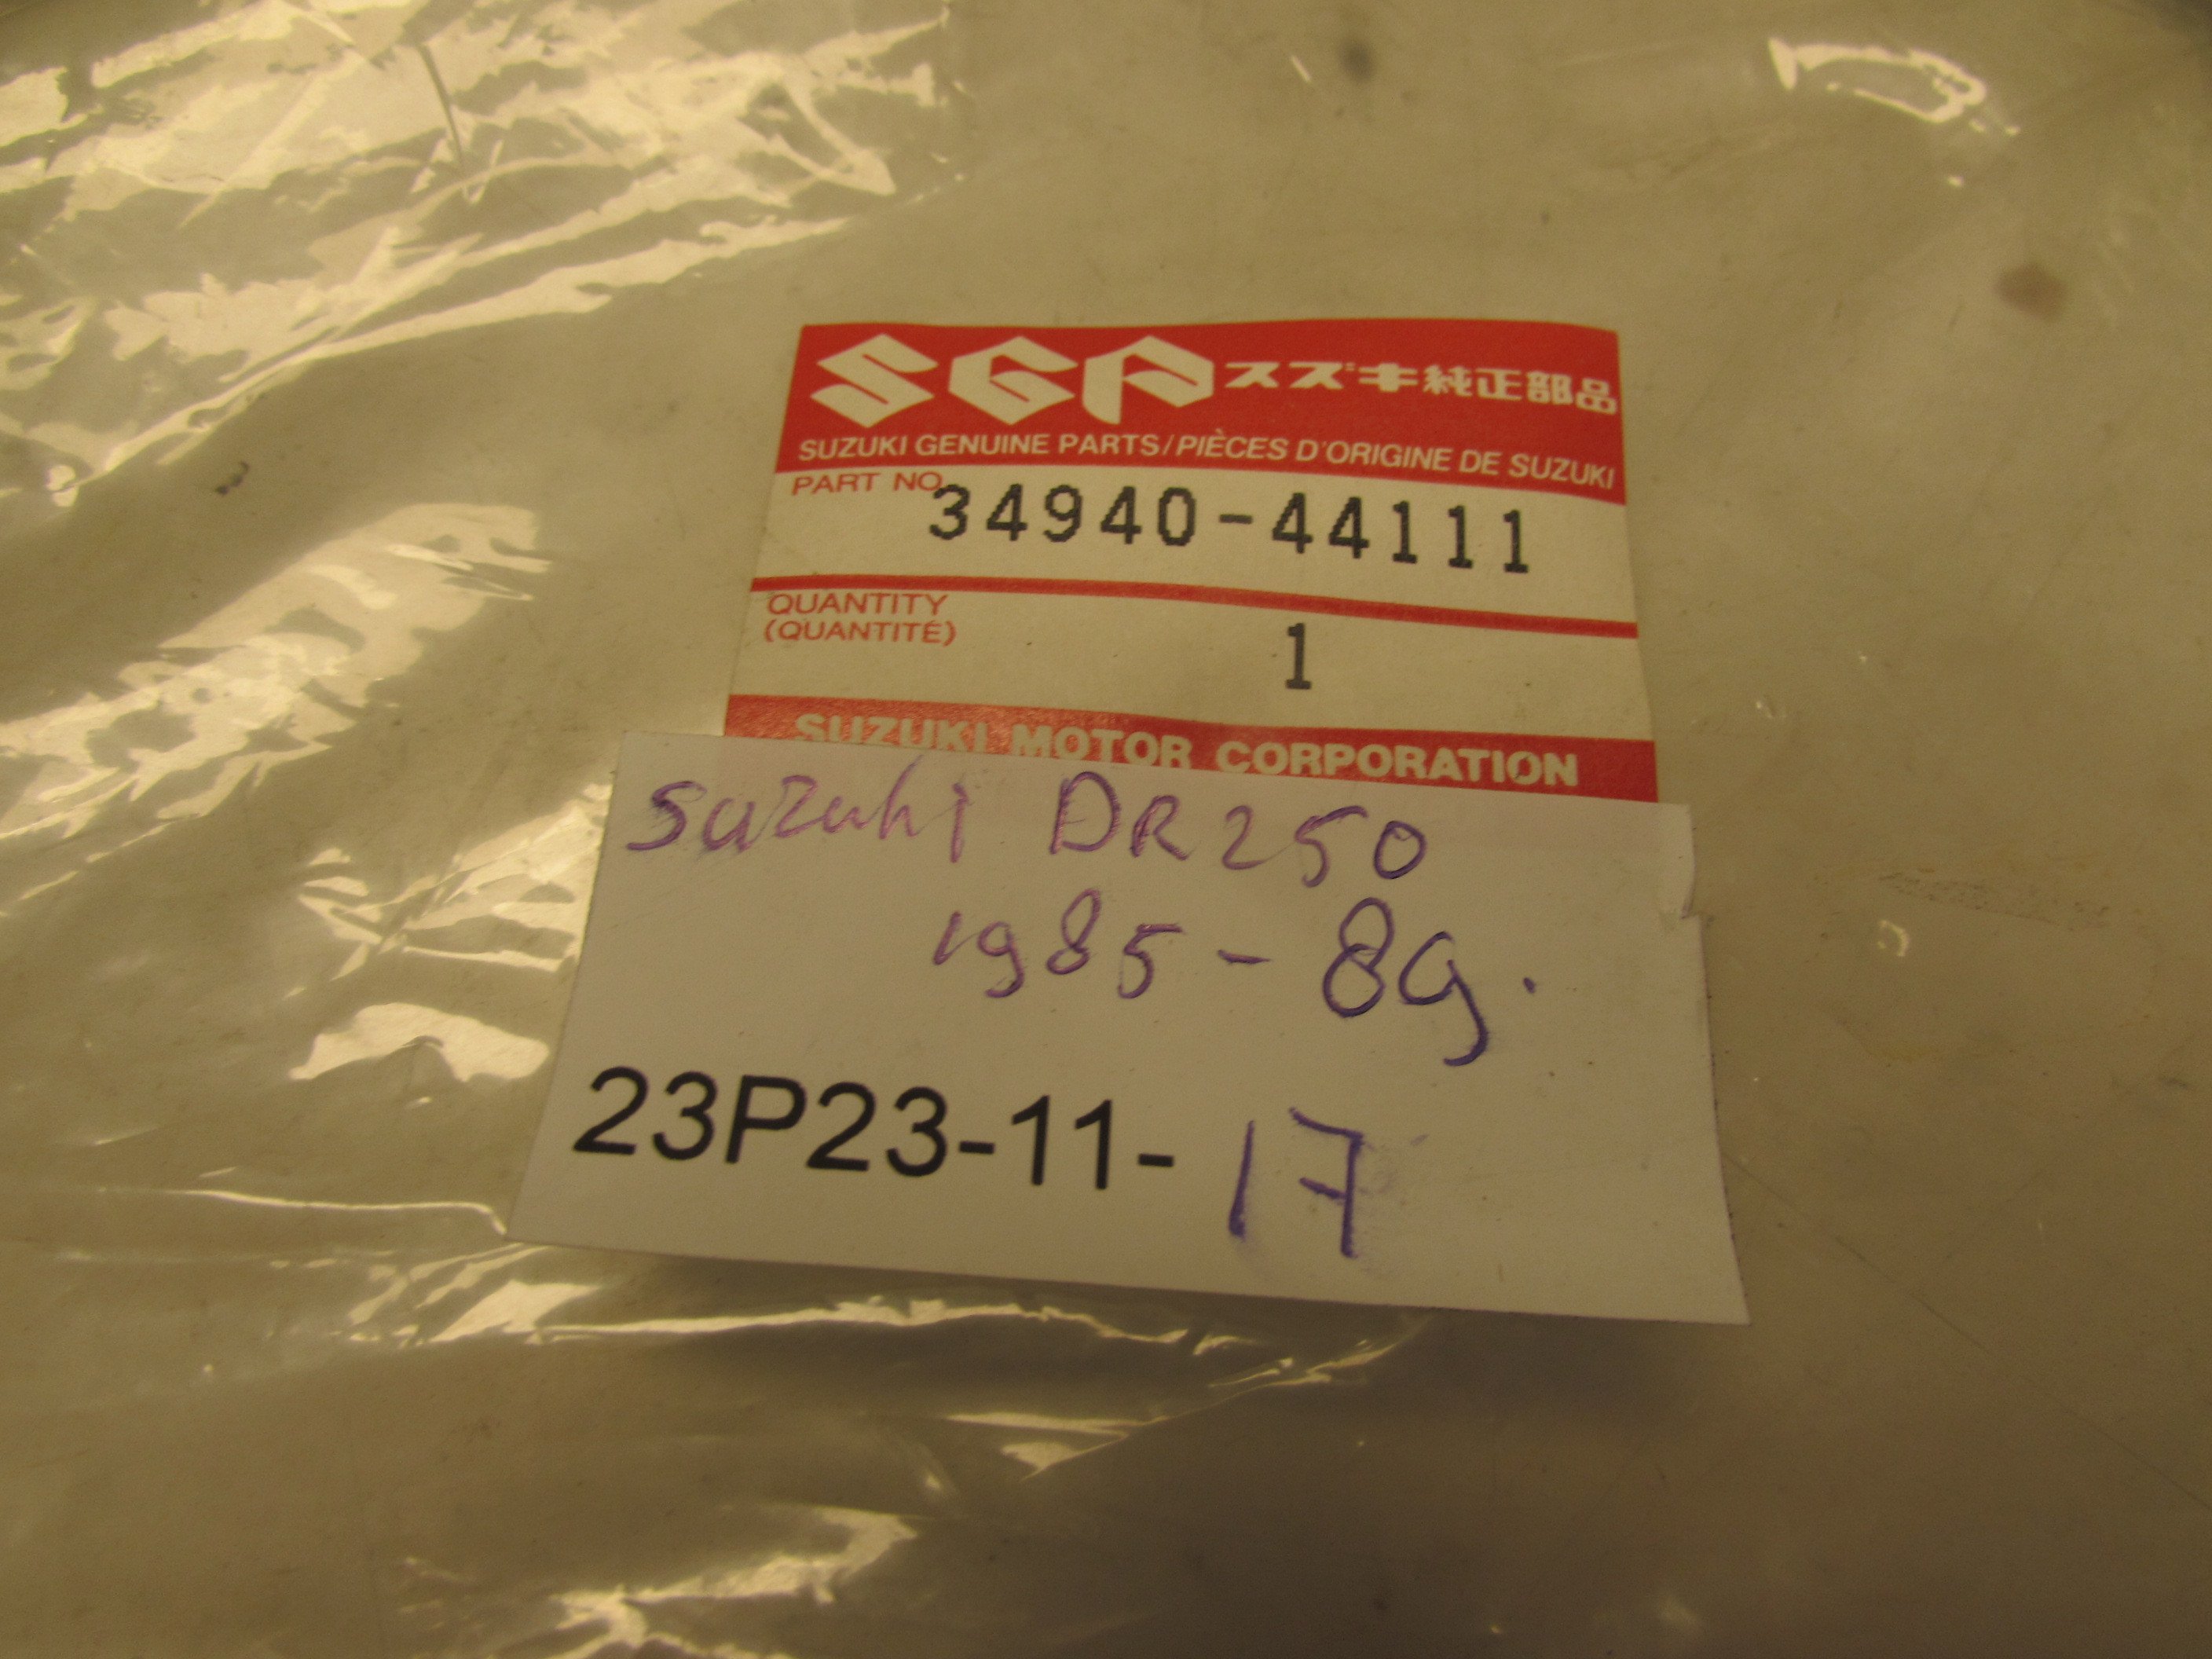 SGP スズキ純正部品
SUZUKI GENUINE PARTS/PIÈCES D'ORIGINE DE SUZUKI
PART NO.
34940-44111
QUANTITY
(QUANTITÉ)
1
SUZUKI MOTOR CORPORATION
Suzuki DR250
1985-89.
23P23-11-17